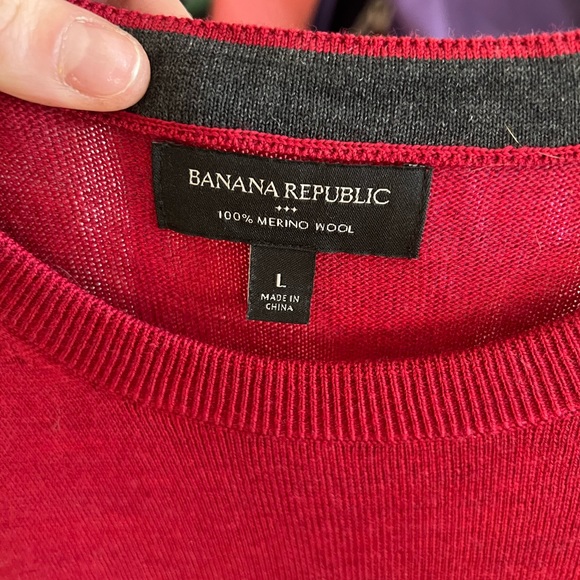 BANANA REPUBLIC
100% MERINO WOOL
L
MADE IN
CHINA